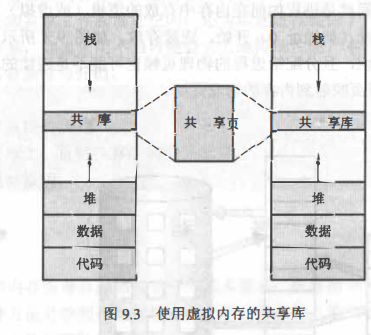 栈
栈
共 库
共 享页
共 享库
堆
堆
数据
数据
代码
代码
图 9.3 使用虚拟内存的共享库